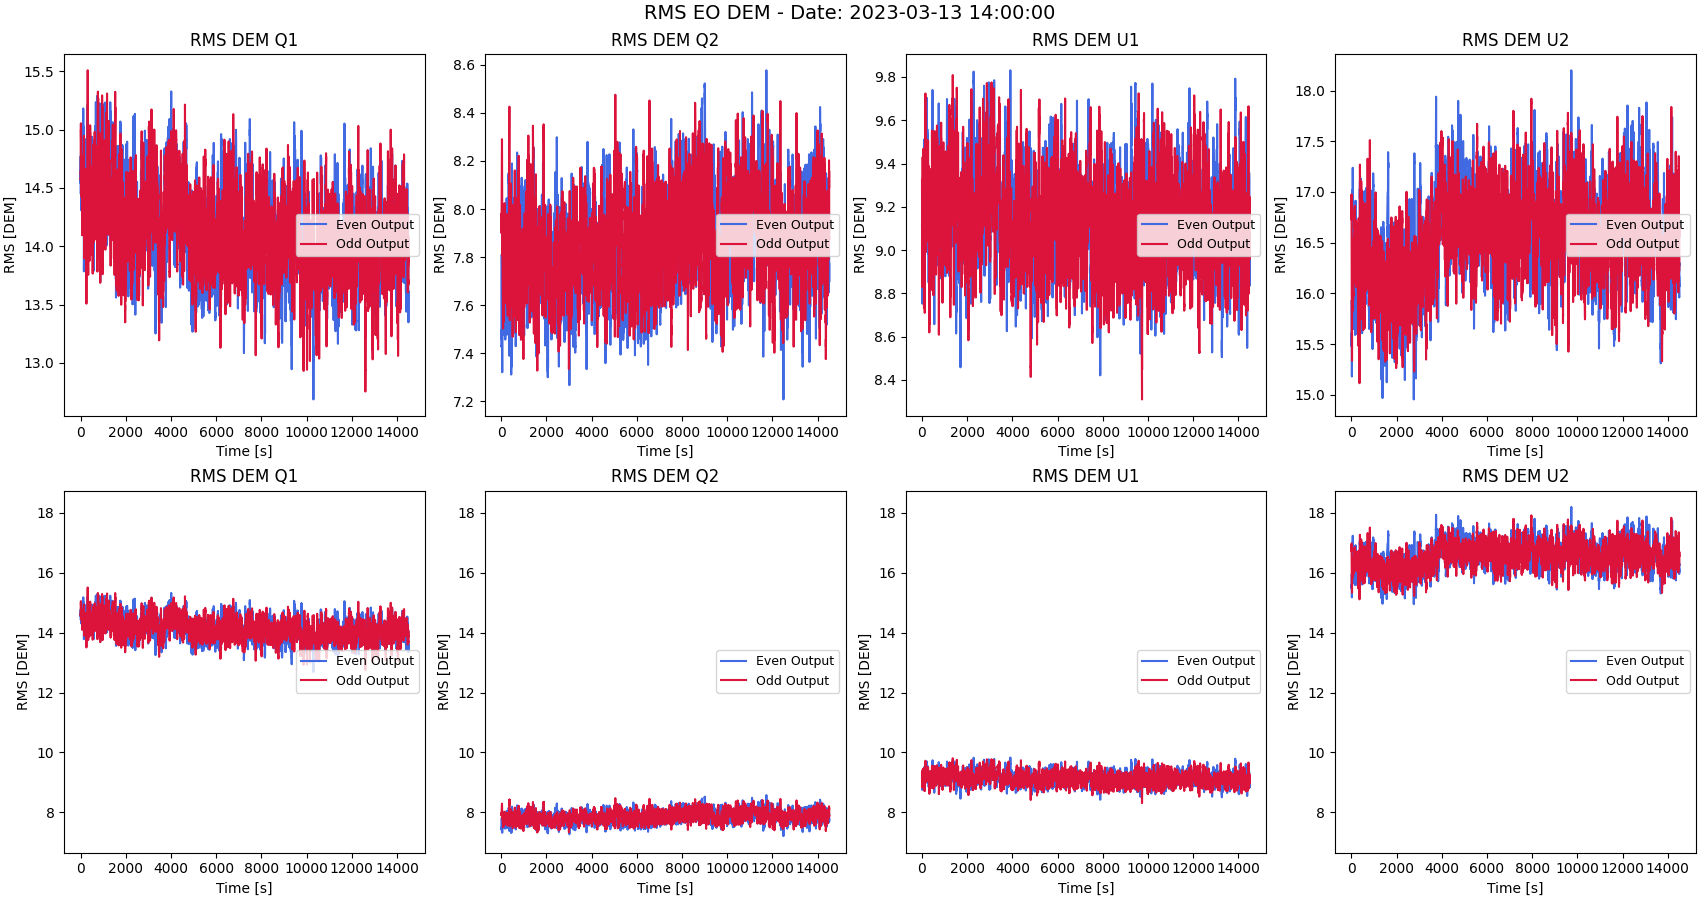 RMS EO DEM - Date: 2023-03-13 14:00:00
RMS DEM Q1
RMS [DEM]
15.5
15.0
14.5
14.0
13.5
13.0
Even Output
Odd Output
0 2000 4000 6000 8000 10000 12000 14000
Time [s]
RMS DEM Q2
RMS [DEM]
8.6
8.4
8.2
8.0
7.8
7.6
7.4
7.2
Even Output
Odd Output
0 2000 4000 6000 8000 10000 12000 14000
Time [s]
RMS DEM U1
RMS [DEM]
9.8
9.6
9.4
9.2
9.0
8.8
8.6
8.4
Even Output
Odd Output
0 2000 4000 6000 8000 10000 12000 14000
Time [s]
RMS DEM U2
RMS [DEM]
18.0
17.5
17.0
16.5
16.0
15.5
15.0
Even Output
Odd Output
0 2000 4000 6000 8000 10000 12000 14000
Time [s]
RMS DEM Q1
RMS [DEM]
18
16
14
12
10
8
Even Output
Odd Output
0 2000 4000 6000 8000 10000 12000 14000
Time [s]
RMS DEM Q2
RMS [DEM]
18
16
14
12
10
8
Even Output
Odd Output
0 2000 4000 6000 8000 10000 12000 14000
Time [s]
RMS DEM U1
RMS [DEM]
18
16
14
12
10
8
Even Output
Odd Output
0 2000 4000 6000 8000 10000 12000 14000
Time [s]
RMS DEM U2
RMS [DEM]
18
16
14
12
10
8
Even Output
Odd Output
0 2000 4000 6000 8000 10000 12000 14000
Time [s]